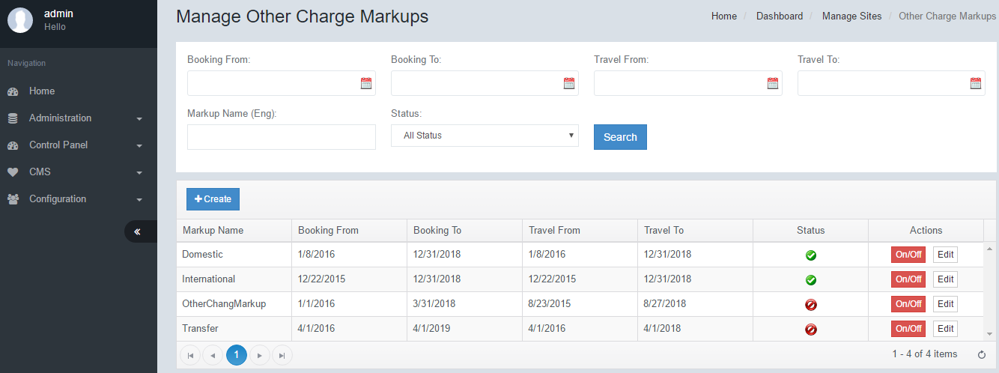 admin
Hello
Navigation
Home
Administration
Control Panel
CMS
Configuration
Manage Other Charge Markups
Home / Dashboard / Manage Sites / Other Charge Markups
Booking From: Booking To: Travel From: Travel To:
Markup Name (Eng): Status:
All Status Search
Create
Markup Name Booking From Booking To Travel From Travel To Status Actions
Domestic 1/8/2016 12/31/2018 1/8/2016 12/31/2018 On/Off Edit
International 12/22/2015 12/31/2018 12/22/2015 12/31/2018 On/Off Edit
OtherChangMarkup 1/1/2016 3/31/2018 8/23/2015 8/27/2018 On/Off Edit
Transfer 4/1/2016 4/1/2019 4/1/2016 4/1/2018 On/Off Edit
1 1 - 4 of 4 items